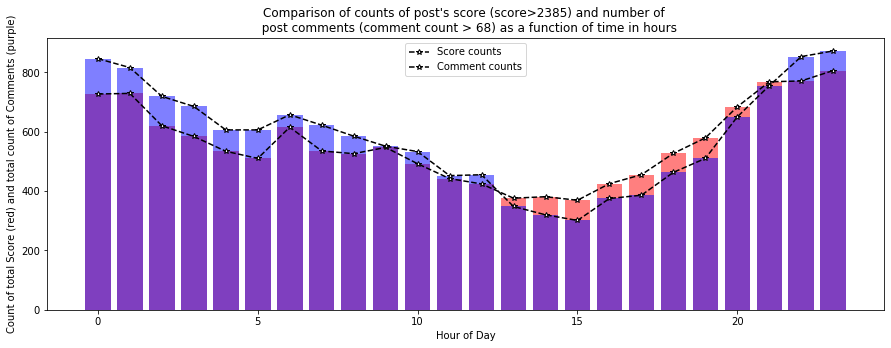 Comparison of counts of post's score (score>2385) and number of
post comments (comment count > 68) as a function of time in hours
Count of total Score (red) and total count of Comments (purple)
800
600
400
200
0
Score counts
Comment counts
0 5 10 15 20
Hour of Day